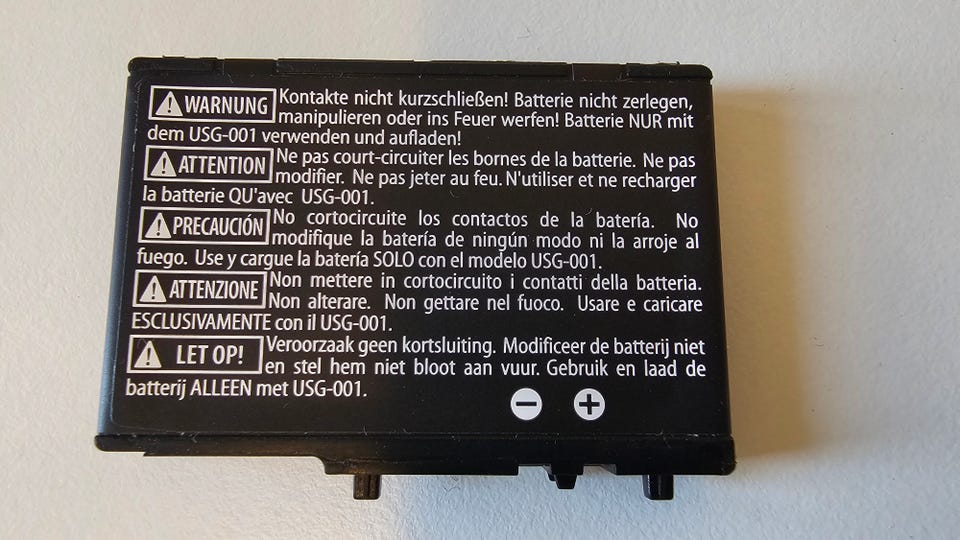 WARNUNG Kontakte nicht kurzschließen! Batterie nicht zerlegen,
manipulieren oder ins Feuer werfen! Batterie NUR mit
dem USG-001 verwenden und aufladen!
ATTENTION Ne pas court-circuiter les bornes de la batterie. Ne pas
modifier. Ne pas jeter au feu. N'utiliser et ne recharger
la batterie QU'avec USG-001.
PRECAUCIÓN No cortocircuite los contactos de la batería. No
modifique la batería de ningún modo ni la arroje al
fuego. Use y cargue la batería SOLO con el modelo USG-001.
ATTENZIONE Non mettere in cortocircuito i contatti della batteria.
Non alterare. Non gettare nel fuoco. Usare e caricare
ESCLUSIVAMENTE con il USG-001.
LET OP! Veroorzaak geen kortsluiting. Modificeer de batterij niet
en stel hem niet bloot aan vuur. Gebruik en laad de
batterij ALLEEN met USG-001.
− +